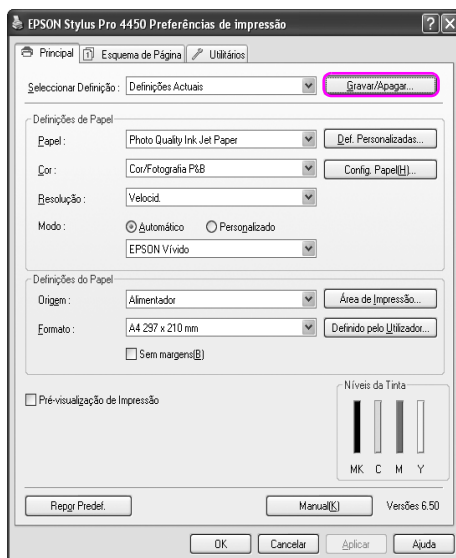 EPSON Stylus Pro 4450 Preferências de impressão
Principal Esquema de Página Utilitários
Seleccionar Definição : Definições Actuais Gravar/Apagar...
Definições de Papel
Papel : Photo Quality Ink Jet Paper Def. Personalizadas...
Cor : Cor/Fotografia P&B Config. Papel(H)...
Resolução : Velocid.
Modo : Automático Personalizado
EPSON Vívido
Definições do Papel
Origem : Alimentador Área de Impressão...
Formato : A4 297 x 210 mm Definido pelo Utilizador...
Sem margens(B)
Pré-visualização de Impressão
Níveis da Tinta
MK C M Y
Repor Predef. Manual(K) Versões 6.50
OK Cancelar Aplicar Ajuda